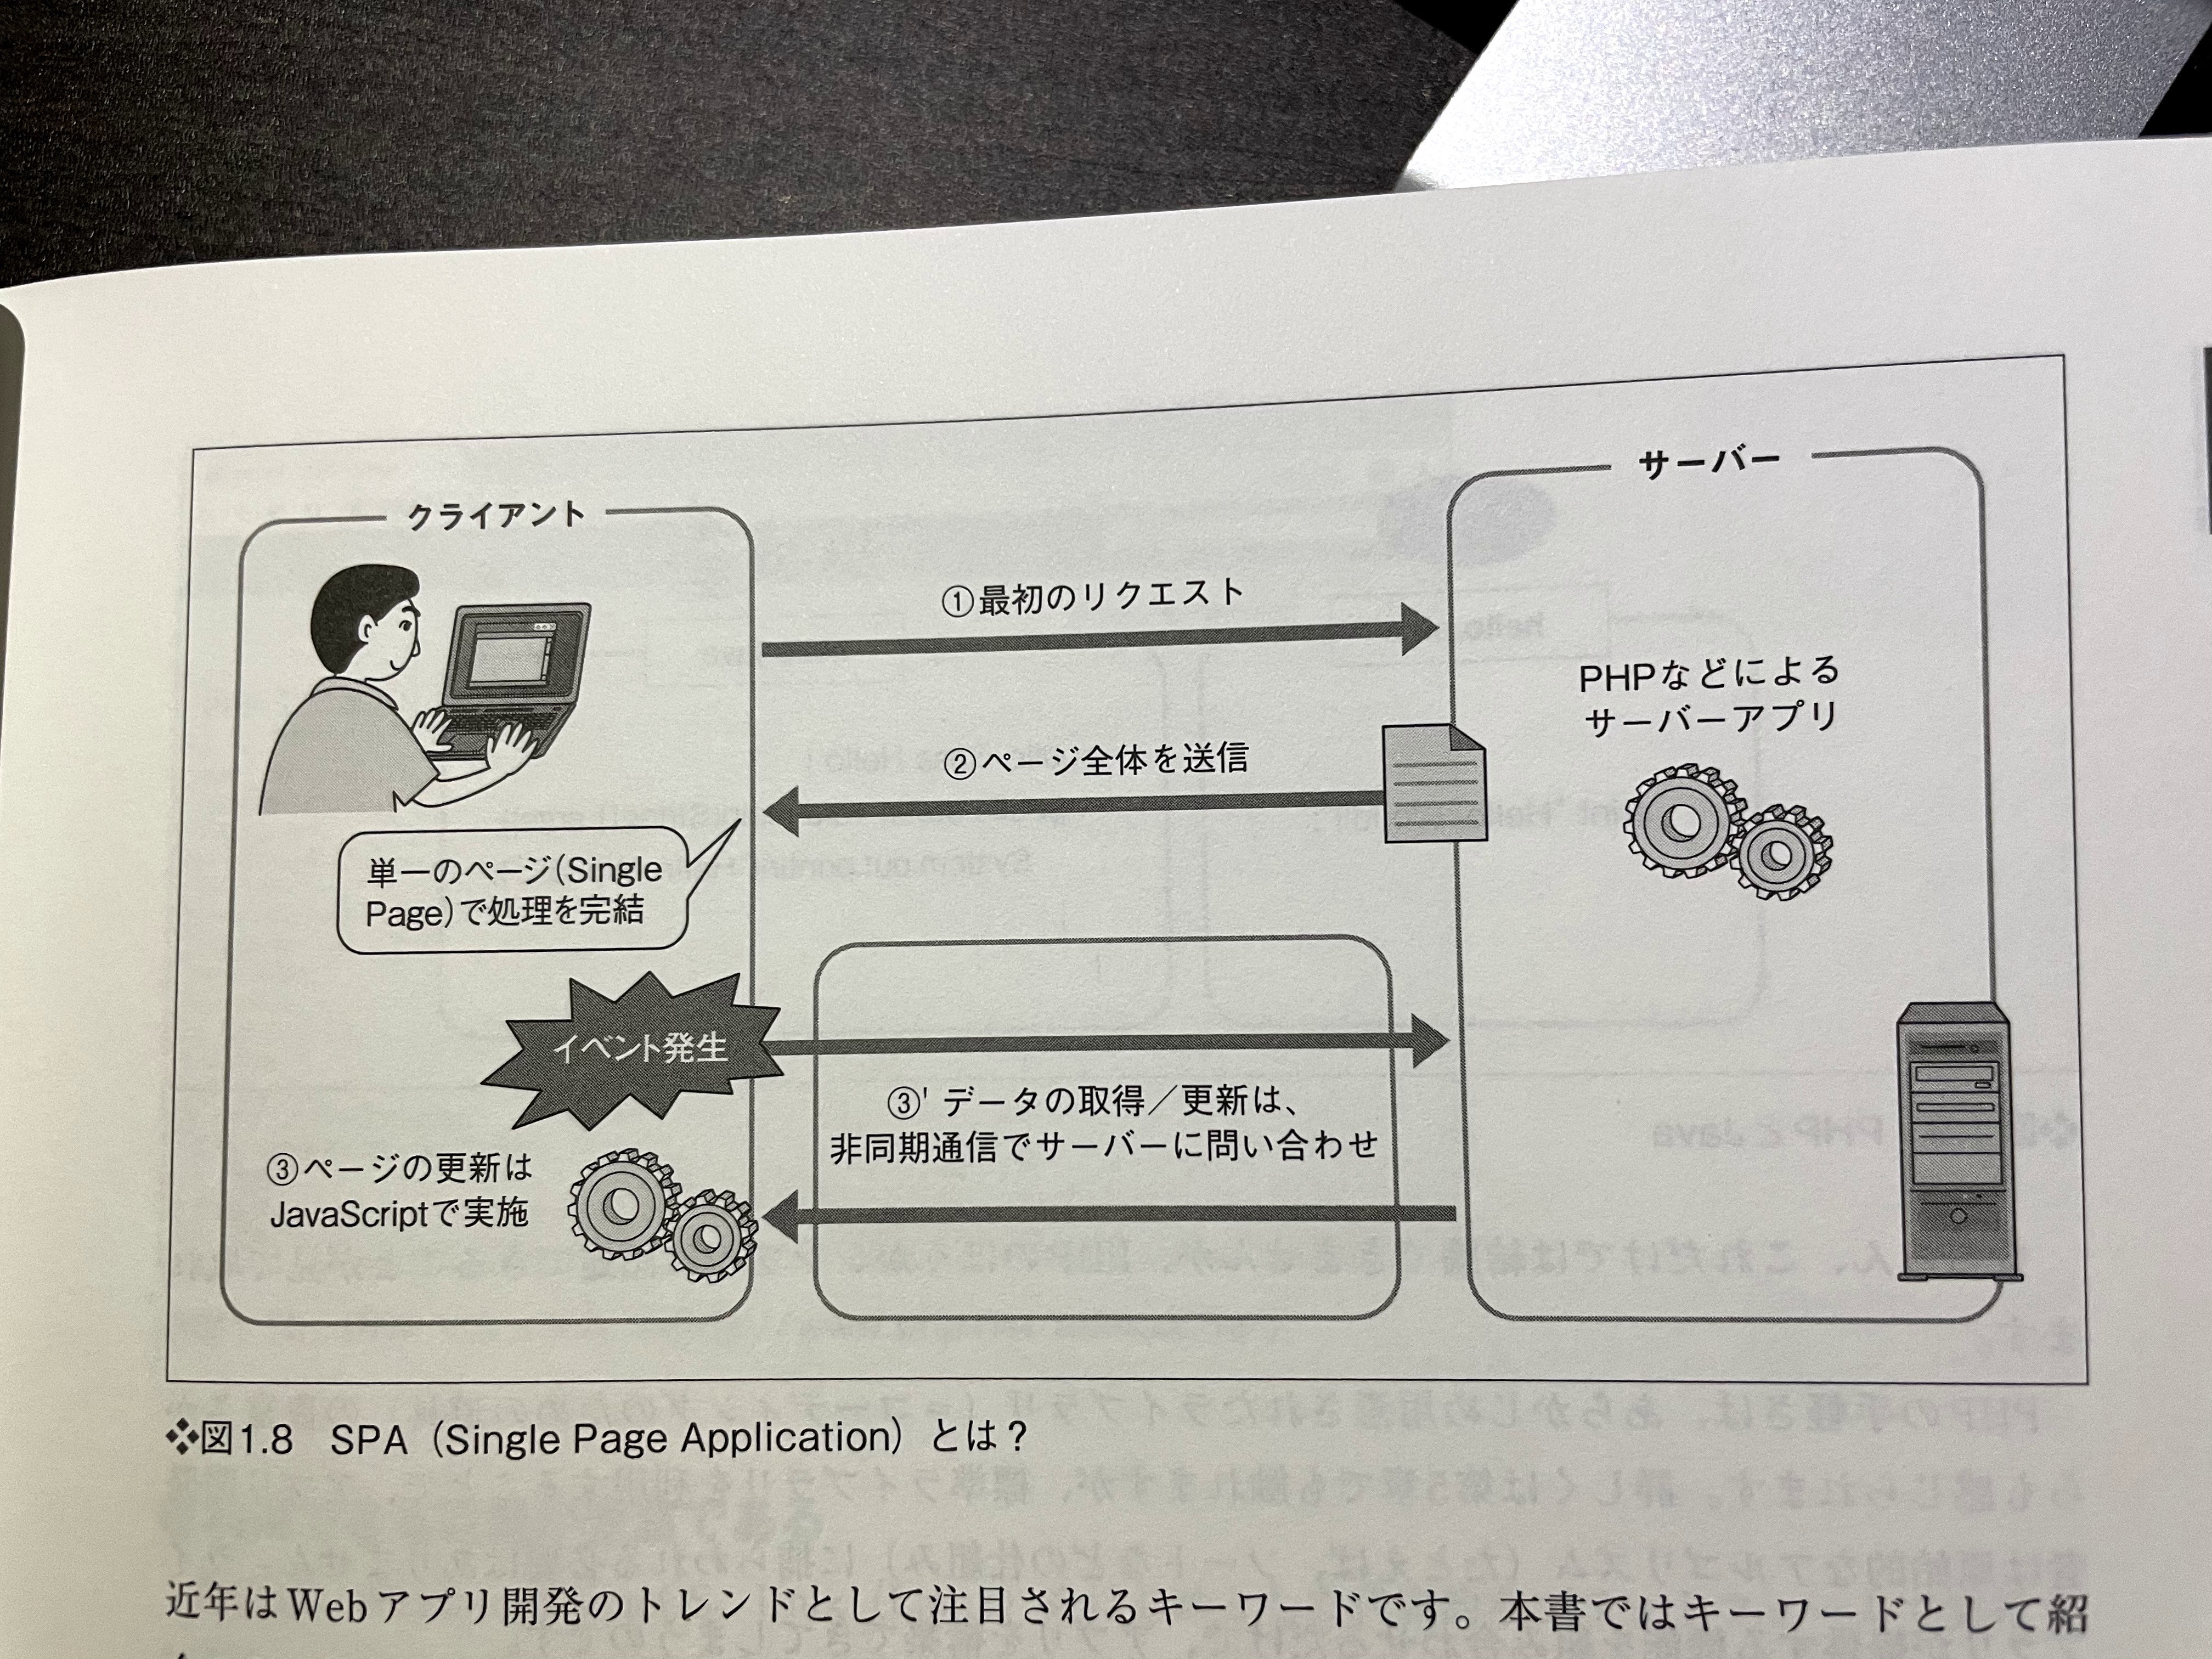 クライアント
サーバー
①最初のリクエスト
PHPなどによる
サーバーアプリ
②ページ全体を送信
単一のページ(Single
Page)で処理を完結
イベント発生
③' データの取得／更新は、
非同期通信でサーバーに問い合わせ
③ページの更新は
JavaScriptで実施
❖図1.8 SPA（Single Page Application）とは？
近年はWebアプリ開発のトレンドとして注目されるキーワードです。本書ではキーワードとして紹